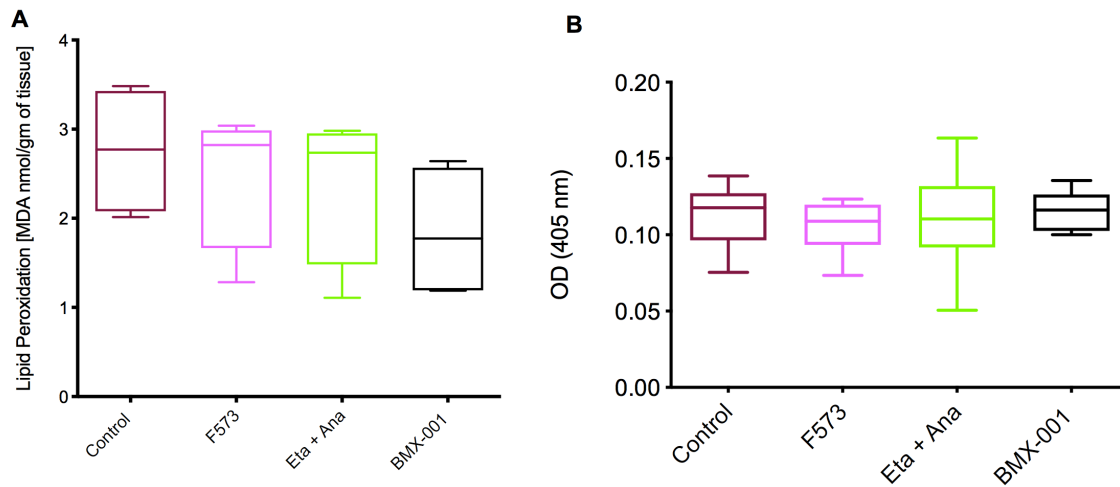 A
Lipid Peroxidation [MDA nmol/gm of tissue]
4
3
2
1
0
Control
F573
Eta + Ana
BMX-001
B
OD (405 nm)
0.20
0.15
0.10
0.05
0.00
Control
F573
Eta + Ana
BMX-001